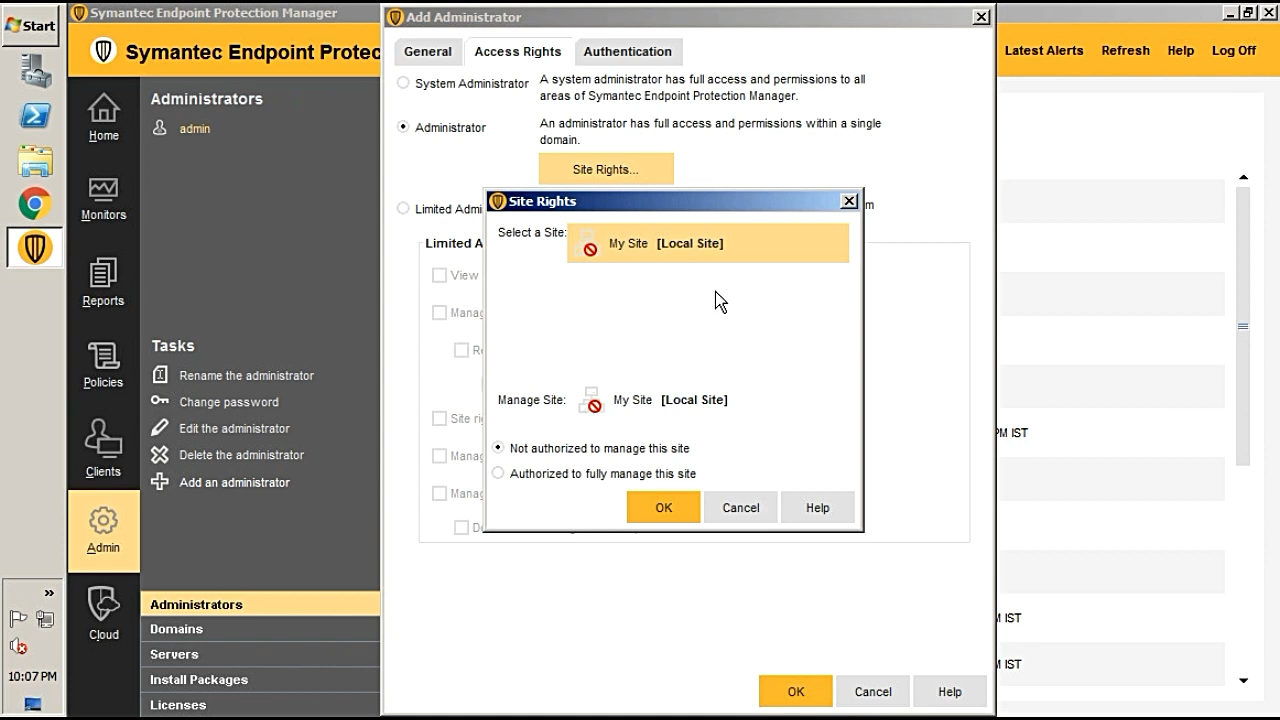 Start
Symantec Endpoint Protection Manager
Add Administrator
Symantec Endpoint Protec
Latest Alerts
Refresh
Help
Log Off
General
Access Rights
Authentication
Home
Monitors
Reports
Policies
Clients
Admin
Cloud
Administrators
admin
Tasks
Rename the administrator
Change password
Edit the administrator
Delete the administrator
Add an administrator
Administrators
Domains
Servers
Install Packages
Licenses
System Administrator
A system administrator has full access and permissions to all
areas of Symantec Endpoint Protection Manager.
Administrator
An administrator has full access and permissions within a single
domain.
Site Rights...
Limited Admi
m
Limited A
View
Manag
Re
Site rig
Manag
Manag
D
Site Rights
Select a Site:
My Site [Local Site]
Manage Site:
My Site [Local Site]
Not authorized to manage this site
Authorized to fully manage this site
OK
Cancel
Help
OK
Cancel
Help
PM IST
M IST
M IST
10:07 PM